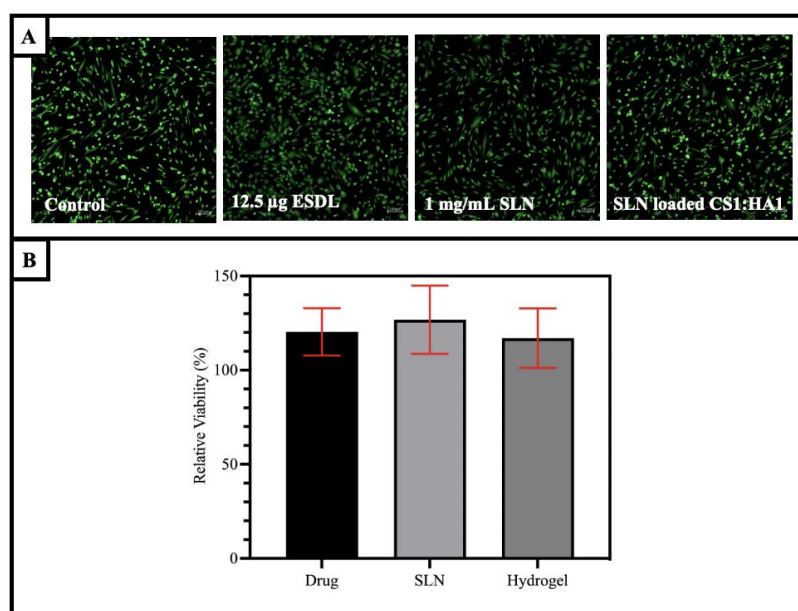 A
Control
12.5 µg ESDL
1 mg/mL SLN
SLN loaded CS1:HA1
B
Relative Viability (%)
150
100
50
0
Drug
SLN
Hydrogel